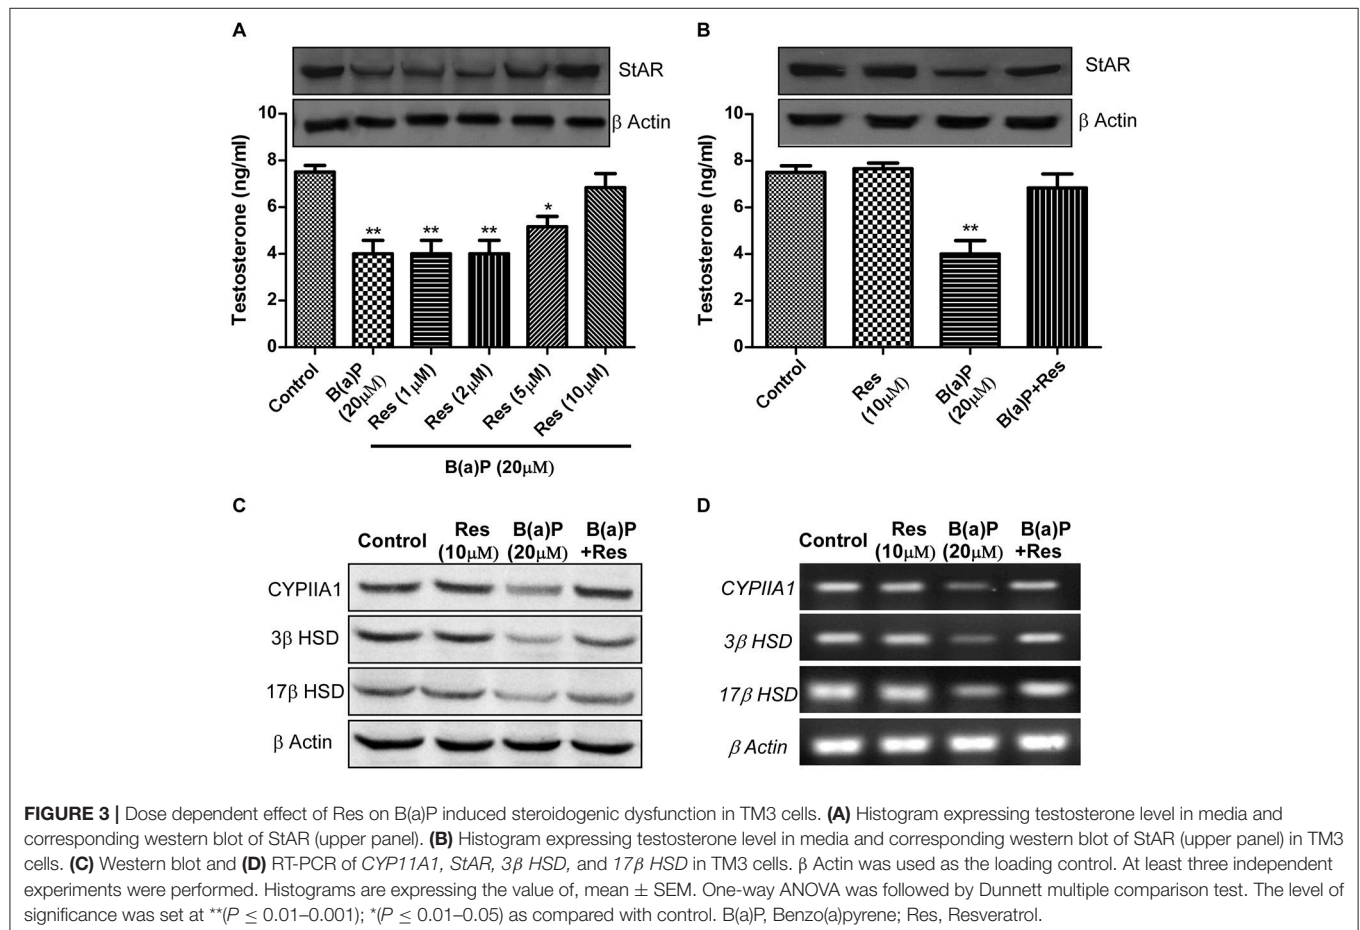 A
StAR
β Actin
Testosterone (ng/ml)
10
8
6
4
2
0
**
**
**
*
Control
B(a)P
(20μM)
Res (1μM)
Res (2μM)
Res (5μM)
Res (10μM)
B(a)P (20μM)
B
StAR
β Actin
Testosterone (ng/ml)
10
8
6
4
2
0
**
Control
Res
(10μM)
B(a)P
(20μM)
B(a)P+Res
C
Control
Res
(10μM)
B(a)P
(20μM)
B(a)P
+Res
CYPIIA1
3β HSD
17β HSD
β Actin
D
Control
Res
(10μM)
B(a)P
(20μM)
B(a)P
+Res
CYPIIA1
3β HSD
17β HSD
β Actin
FIGURE 3 | Dose dependent effect of Res on B(a)P induced steroidogenic dysfunction in TM3 cells. (A) Histogram expressing testosterone level in media and
corresponding western blot of StAR (upper panel). (B) Histogram expressing testosterone level in media and corresponding western blot of StAR (upper panel) in TM3
cells. (C) Western blot and (D) RT-PCR of CYP11A1, StAR, 3β HSD, and 17β HSD in TM3 cells. β Actin was used as the loading control. At least three independent
experiments were performed. Histograms are expressing the value of, mean ± SEM. One-way ANOVA was followed by Dunnett multiple comparison test. The level of
significance was set at **(P ≤ 0.01–0.001); *(P ≤ 0.01–0.05) as compared with control. B(a)P, Benzo(a)pyrene; Res, Resveratrol.